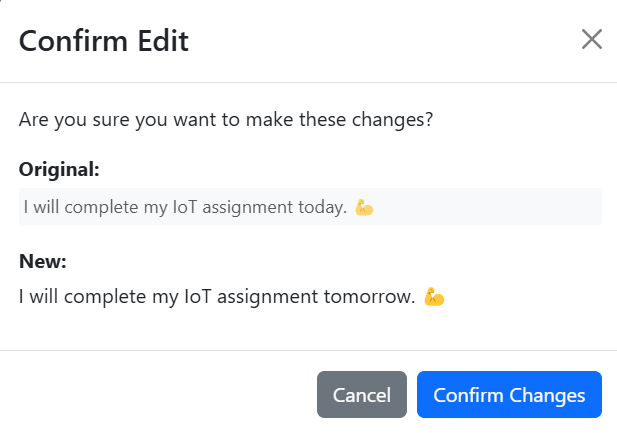 Confirm Edit
Are you sure you want to make these changes?
Original:
I will complete my IoT assignment today. 💪
New:
I will complete my IoT assignment tomorrow. 💪
Cancel
Confirm Changes